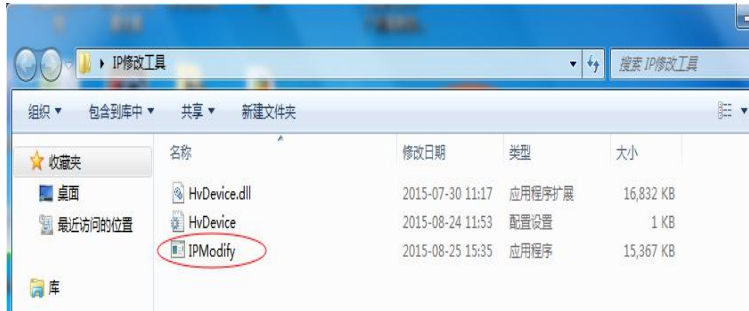 IP修改工具
搜索 IP修改工具
组织 包含到库中 共享 新建文件夹
收藏夹
桌面
最近访问的位置
库
名称 修改日期 类型 大小
HvDevice.dll 2015-07-30 11:17 应用程序扩展 16,832 KB
HvDevice 2015-08-24 11:53 配置设置 1 KB
IPModify 2015-08-25 15:35 应用程序 15,367 KB